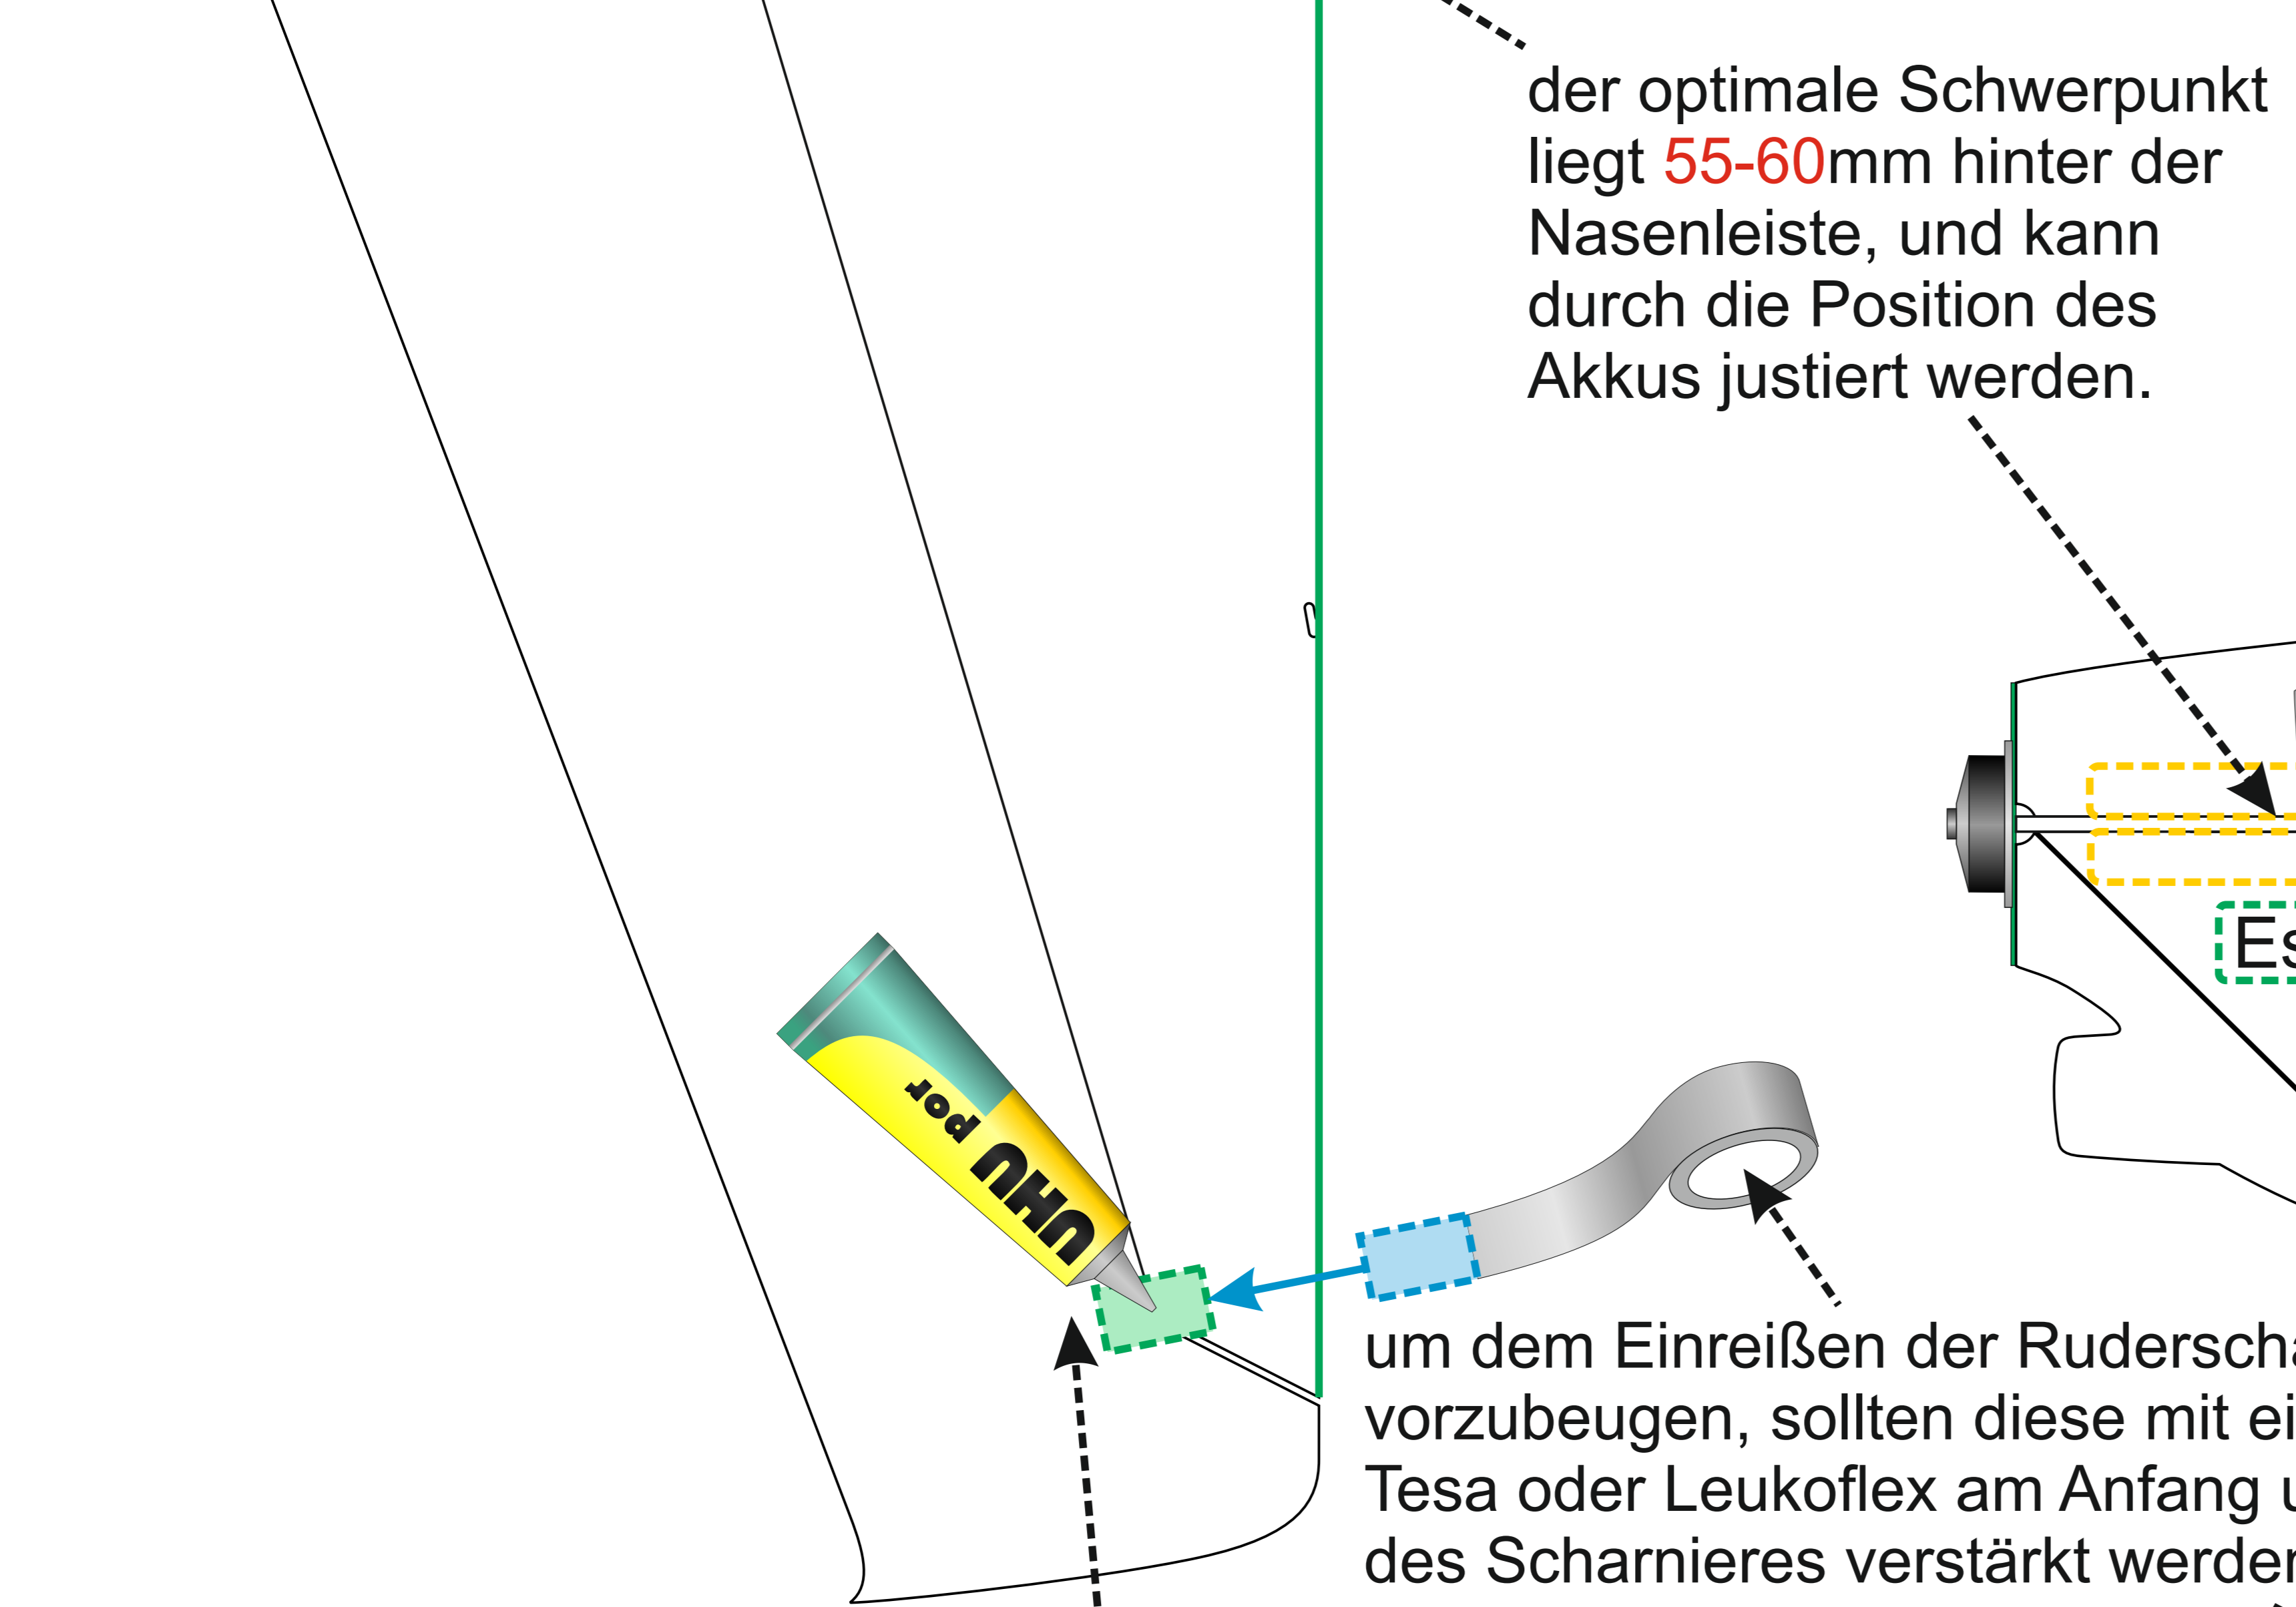 der optimale Schwerpunkt
liegt 55-60mm hinter der
Nasenleiste, und kann
durch die Position des
Akkus justiert werden.
UHU por
um dem Einreißen der
vorzubeugen, sollten diese mit
Tesa oder Leukoflex am Anfang
des Scharnieres verstärkt